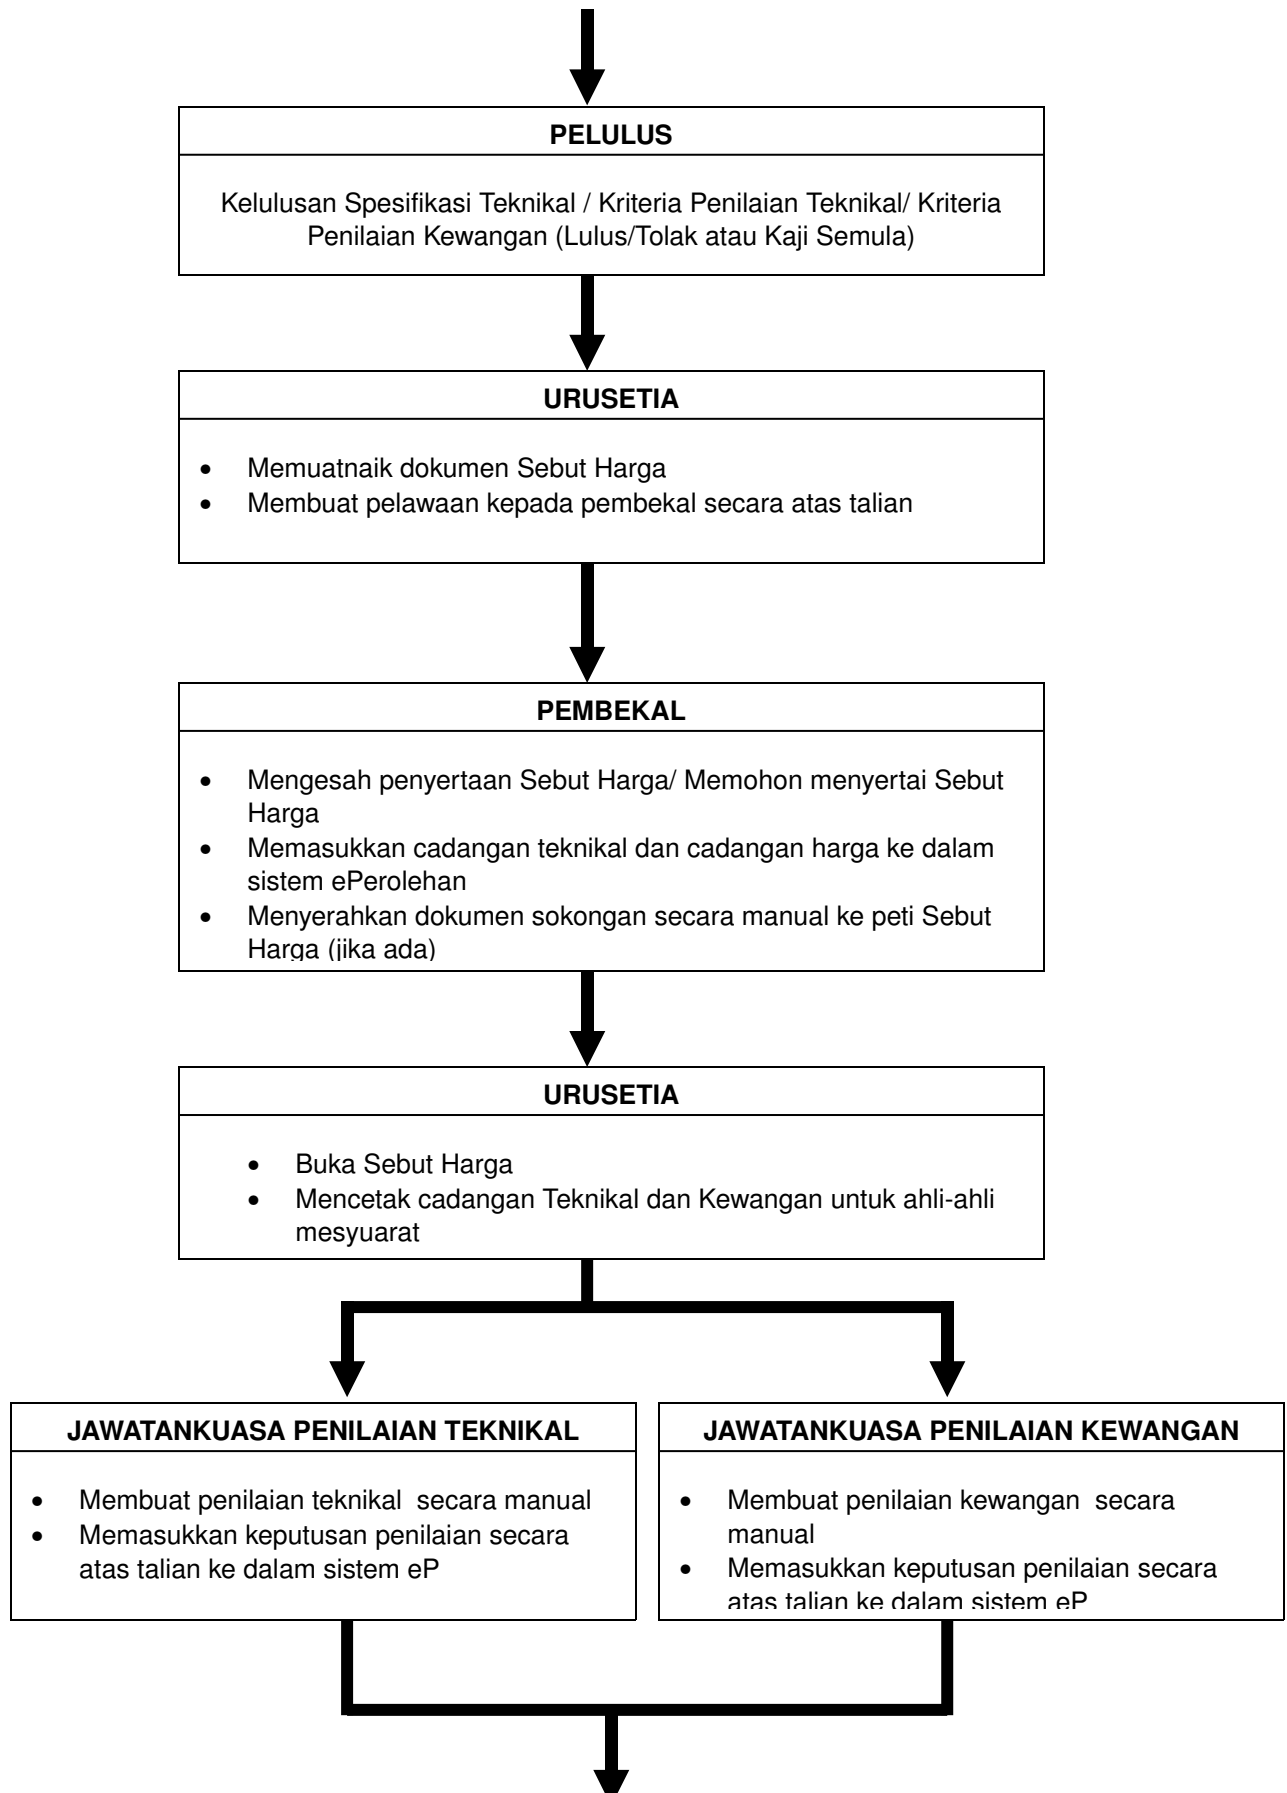 PELULUS
Kelulusan Spesifikasi Teknikal / Kriteria Penilaian Teknikal/ Kriteria
Penilaian Kewangan (Lulus/Tolak atau Kaji Semula)
URUSETIA
• Memuatnaik dokumen Sebut Harga
• Membuat pelawaan kepada pembekal secara atas talian
PEMBEKAL
• Mengesah penyertaan Sebut Harga/ Memohon menyertai Sebut
Harga
• Memasukkan cadangan teknikal dan cadangan harga ke dalam
sistem ePerolehan
• Menyerahkan dokumen sokongan secara manual ke peti Sebut
Harga (jika ada)
URUSETIA
• Buka Sebut Harga
• Mencetak cadangan Teknikal dan Kewangan untuk ahli-ahli
mesyuarat
JAWATANKUASA PENILAIAN TEKNIKAL
• Membuat penilaian teknikal  secara manual
• Memasukkan keputusan penilaian secara
atas talian ke dalam sistem eP
JAWATANKUASA PENILAIAN KEWANGAN
• Membuat penilaian kewangan  secara
manual
• Memasukkan keputusan penilaian secara
atas talian ke dalam sistem eP